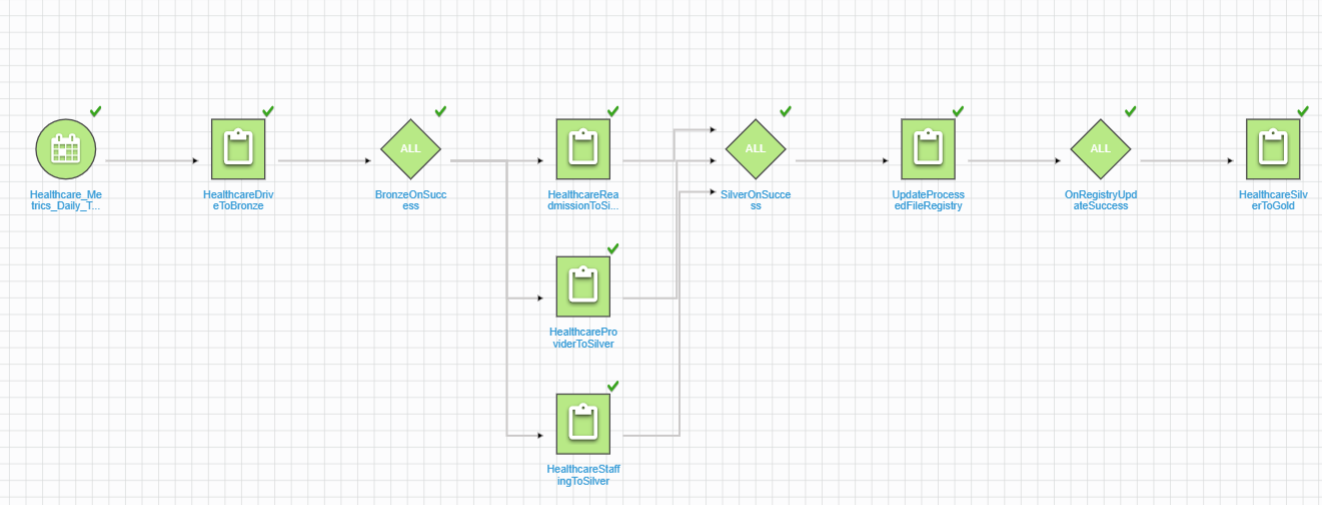 ALL
ALL
ALL
Healthcare_Me
trics_Daily_T...
HealthcareDriv
eToBronze
BronzeOnSucc
ess
HealthcareRea
dmissionToSi...
SilverOnSucce
ss
UpdateProcess
edFileRegistry
OnRegistryUpd
ateSuccess
HealthcareSilv
erToGold
HealthcarePro
viderToSilver
HealthcareStaff
ingToSilver